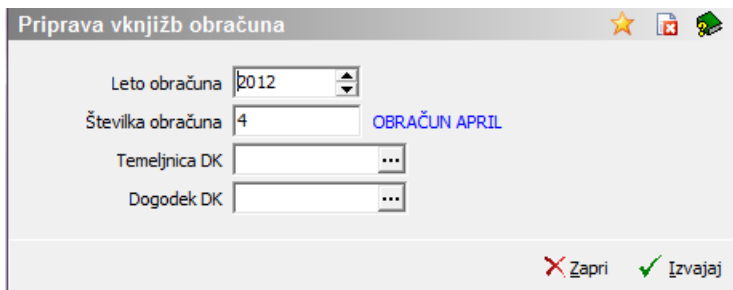 Priprava vknjižb obračuna
Leto obračuna 2012
Številka obračuna 4 OBRAČUN APRIL
Temeljnica DK ...
Dogodek DK ...
Zapri Izvajaj